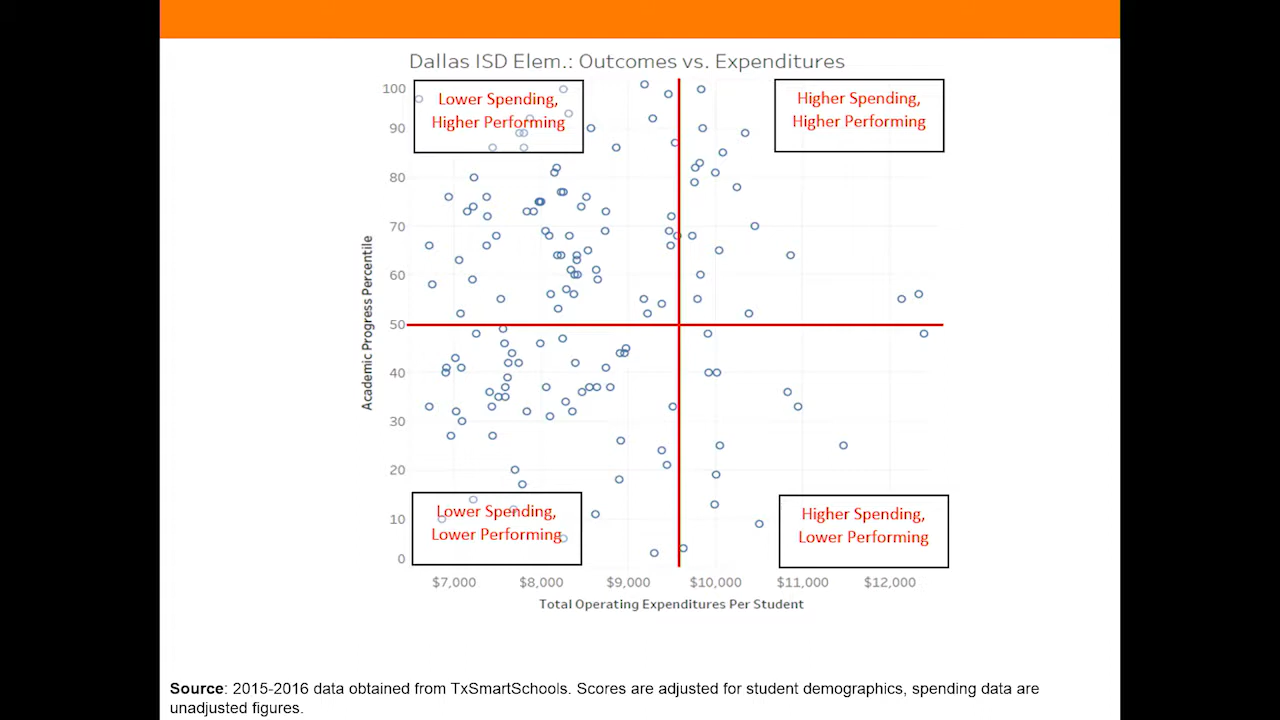 Dallas ISD Elem.: Outcomes vs. Expenditures
Lower Spending,
Higher Performing
Higher Spending,
Higher Performing
100
90
80
70
60
50
40
30
20
10
0
Academic Progress Percentile
Lower Spending,
Lower Performing
Higher Spending,
Lower Performing
$7,000 $8,000 $9,000 $10,000 $11,000 $12,000
Total Operating Expenditures Per Student
Source: 2015-2016 data obtained from TxSmartSchools. Scores are adjusted for student demographics, spending data are
unadjusted figures.